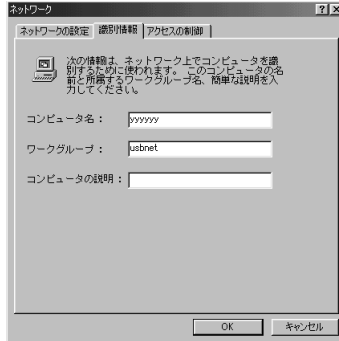 ネットワーク
ネットワークの設定 識別情報 アクセスの制御
次の情報は、ネットワーク上でコンピュータを識
別するために使われます。このコンピュータの名
前と所属するワークグループ名、簡単な説明を入
力してください。
コンピュータ名：yyyyyy
ワークグループ：usbnet
コンピュータの説明：
OK キャンセル